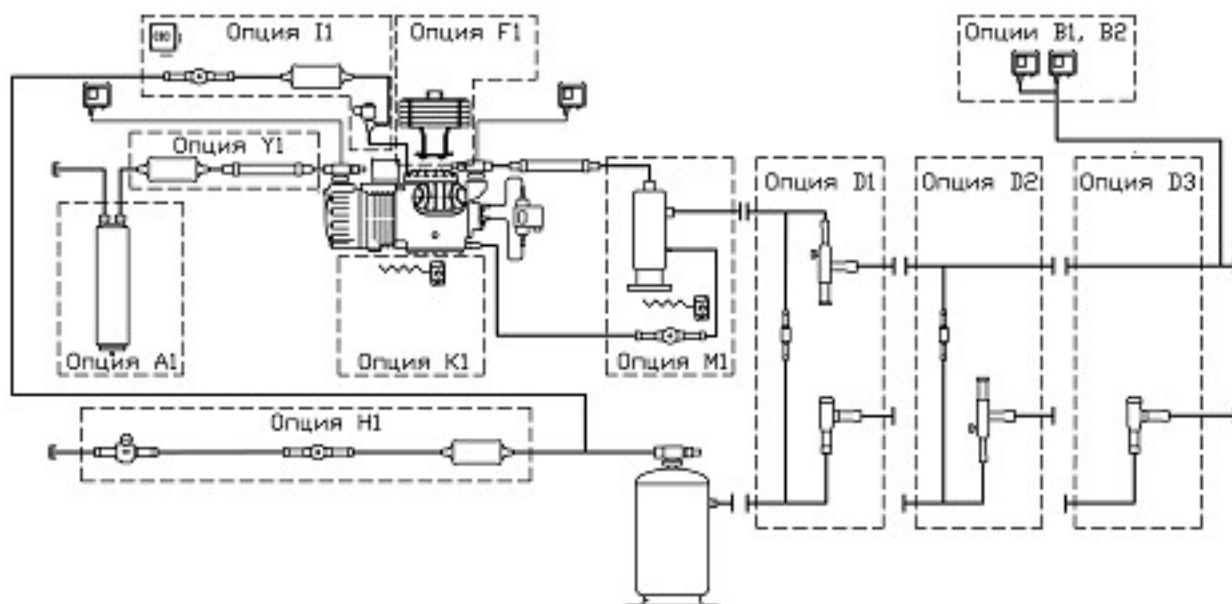 Опция I1
Опция F1
Опции B1, B2
Опция Y1
Опция D1
Опция D2
Опция D3
Опция A1
Опция K1
Опция M1
Опция H1